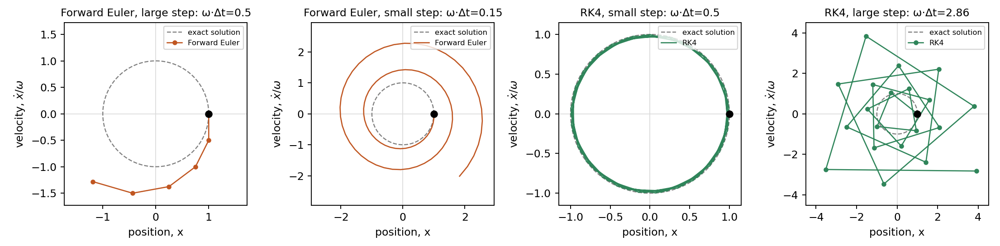 Forward Euler, large step: ω·Δt=0.5
exact solution
Forward Euler
1.5
1.0
0.5
0.0
−0.5
−1.0
−1.5
velocity, ẋ/ω
−1
0
1
position, x
Forward Euler, small step: ω·Δt=0.15
exact solution
Forward Euler
2
1
0
−1
−2
velocity, ẋ/ω
−2
0
2
position, x
RK4, small step: ω·Δt=0.5
exact solution
RK4
1.0
0.5
0.0
−0.5
−1.0
velocity, ẋ/ω
−1.0
−0.5
0.0
0.5
1.0
position, x
RK4, large step: ω·Δt=2.86
exact solution
RK4
4
2
0
−2
−4
velocity, ẋ/ω
−4
−2
0
2
4
position, x